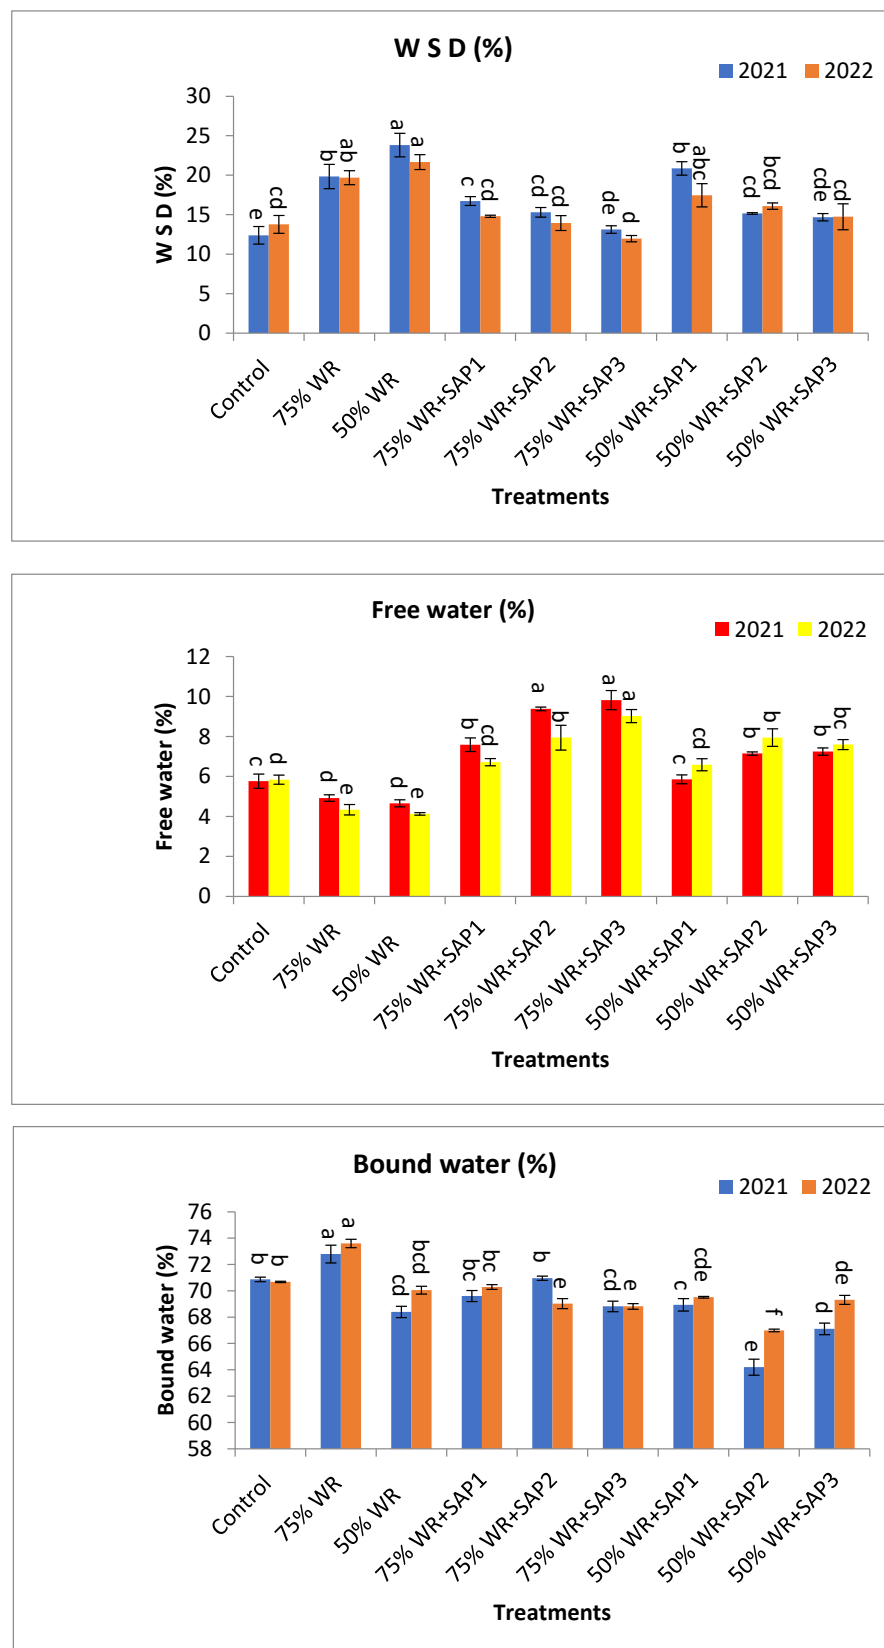 W S D (%)
2021 2022
W S D (%)
30
25
20
15
10
5
0
e cd b ab a a c cd cd cd de d b abc cd bcd cde cd
Control 75% WR 50% WR 75% WR+SAP1 75% WR+SAP2 75% WR+SAP3 50% WR+SAP1 50% WR+SAP2 50% WR+SAP3
Treatments
Free water (%)
2021 2022
Free water (%)
12
10
8
6
4
2
0
c d d e d e b cd a b a a c cd b b b bc
Control 75% WR 50% WR 75% WR+SAP1 75% WR+SAP2 75% WR+SAP3 50% WR+SAP1 50% WR+SAP2 50% WR+SAP3
Treatments
Bound water (%)
2021 2022
Bound water (%)
76
74
72
70
68
66
64
62
60
58
b b a a cd bcd bc bc b e cd e c cde e f d de
Control 75% WR 50% WR 75% WR+SAP1 75% WR+SAP2 75% WR+SAP3 50% WR+SAP1 50% WR+SAP2 50% WR+SAP3
Treatments